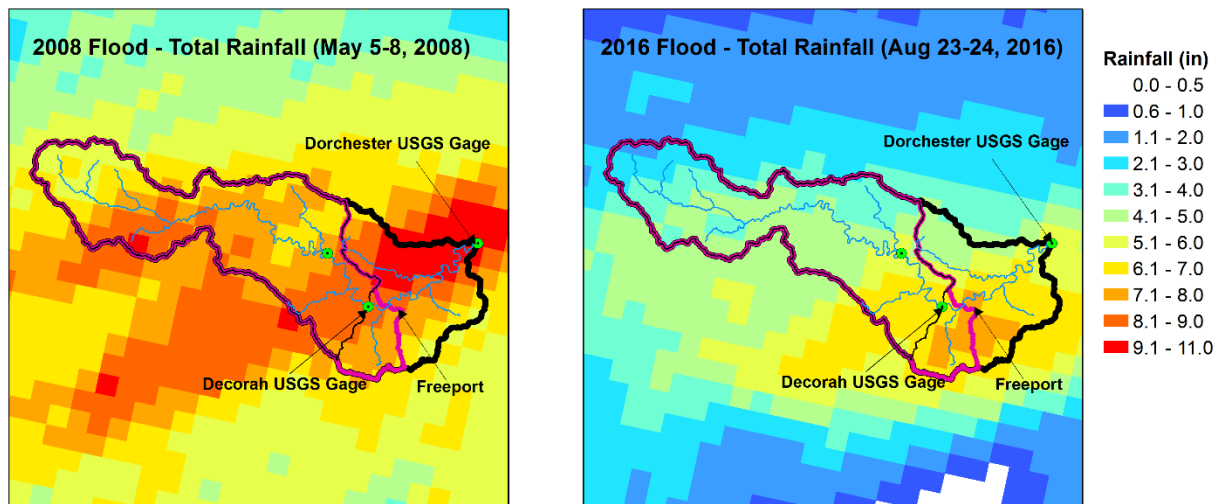 2008 Flood - Total Rainfall (May 5-8, 2008)
Dorchester USGS Gage
Decorah USGS Gage
Freeport
2016 Flood - Total Rainfall (Aug 23-24, 2016)
Dorchester USGS Gage
Decorah USGS Gage
Freeport
Rainfall (in)
0.0 - 0.5
0.6 - 1.0
1.1 - 2.0
2.1 - 3.0
3.1 - 4.0
4.1 - 5.0
5.1 - 6.0
6.1 - 7.0
7.1 - 8.0
8.1 - 9.0
9.1 - 11.0